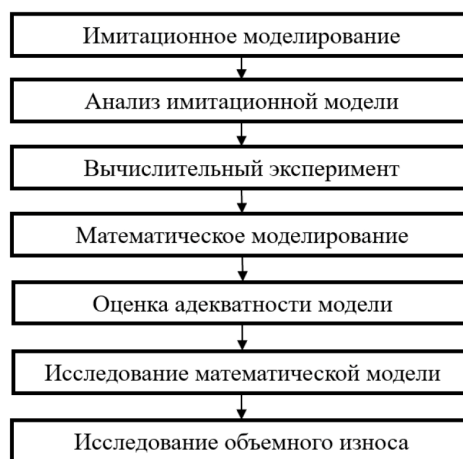 Имитационное моделирование
Анализ имитационной модели
Вычислительный эксперимент
Математическое моделирование
Оценка адекватности модели
Исследование математической модели
Исследование объемного износа